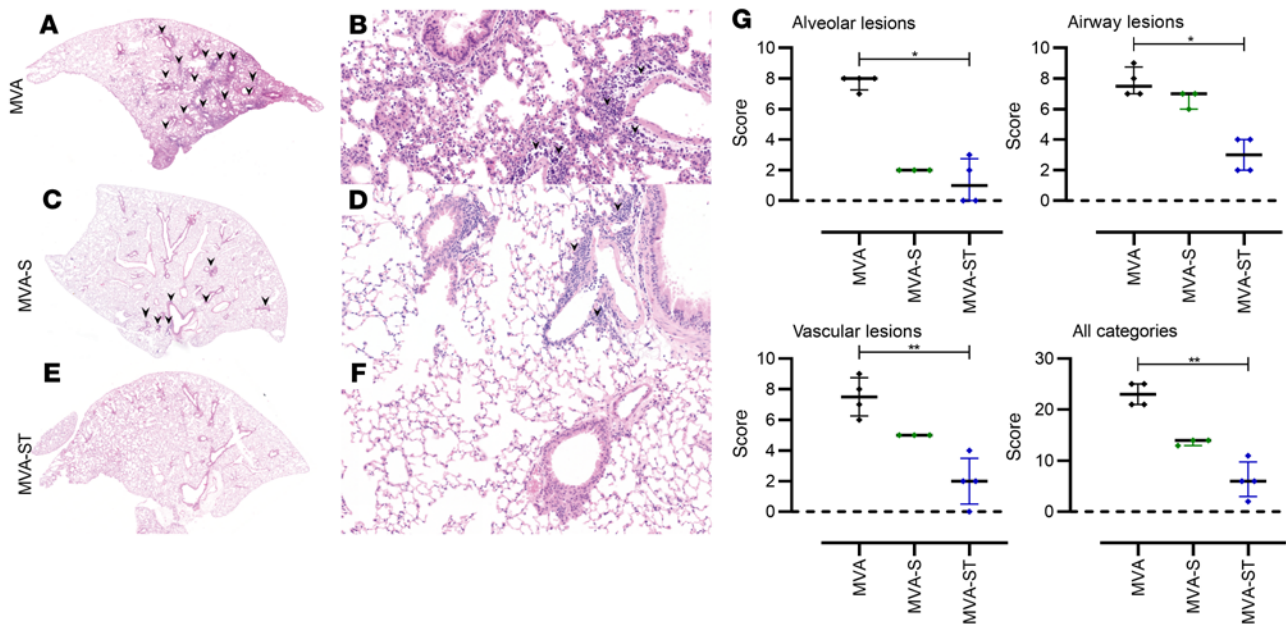 A
MVA
B
C
MVA-S
D
E
MVA-ST
F
G
Alveolar lesions
*
Score
10
8
6
4
2
0
MVA
MVA-S
MVA-ST
Airway lesions
*
Score
10
8
6
4
2
0
MVA
MVA-S
MVA-ST
Vascular lesions
**
Score
10
8
6
4
2
0
MVA
MVA-S
MVA-ST
All categories
**
Score
30
20
10
0
MVA
MVA-S
MVA-ST